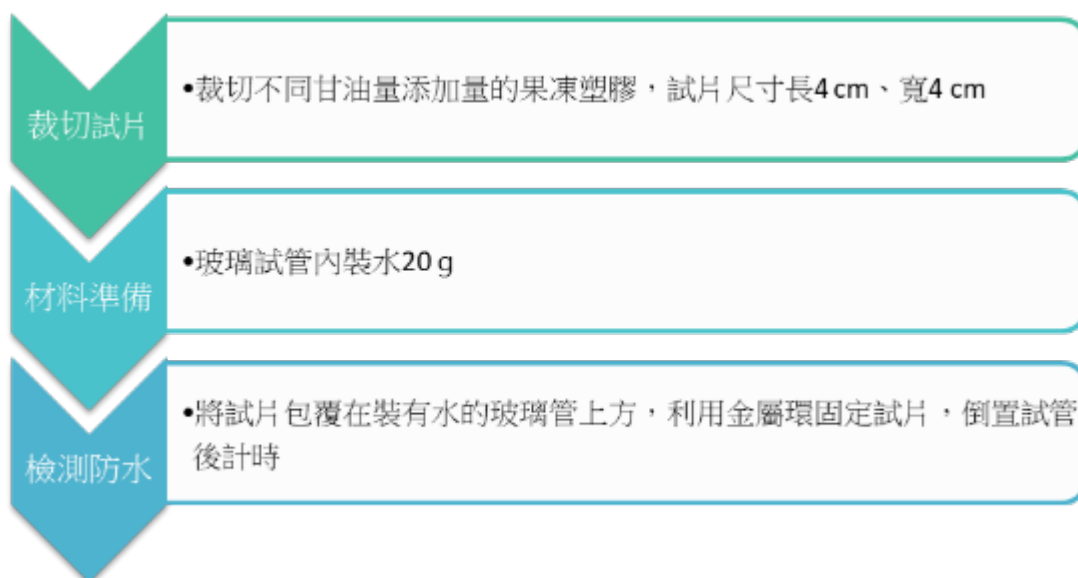 裁切試片
•裁切不同甘油量添加量的果凍塑膠，試片尺寸長4 cm、寬4 cm
材料準備
•玻璃試管內裝水20 g
檢測防水
•將試片包覆在裝有水的玻璃管上方，利用金屬環固定試片，倒置試管
後計時